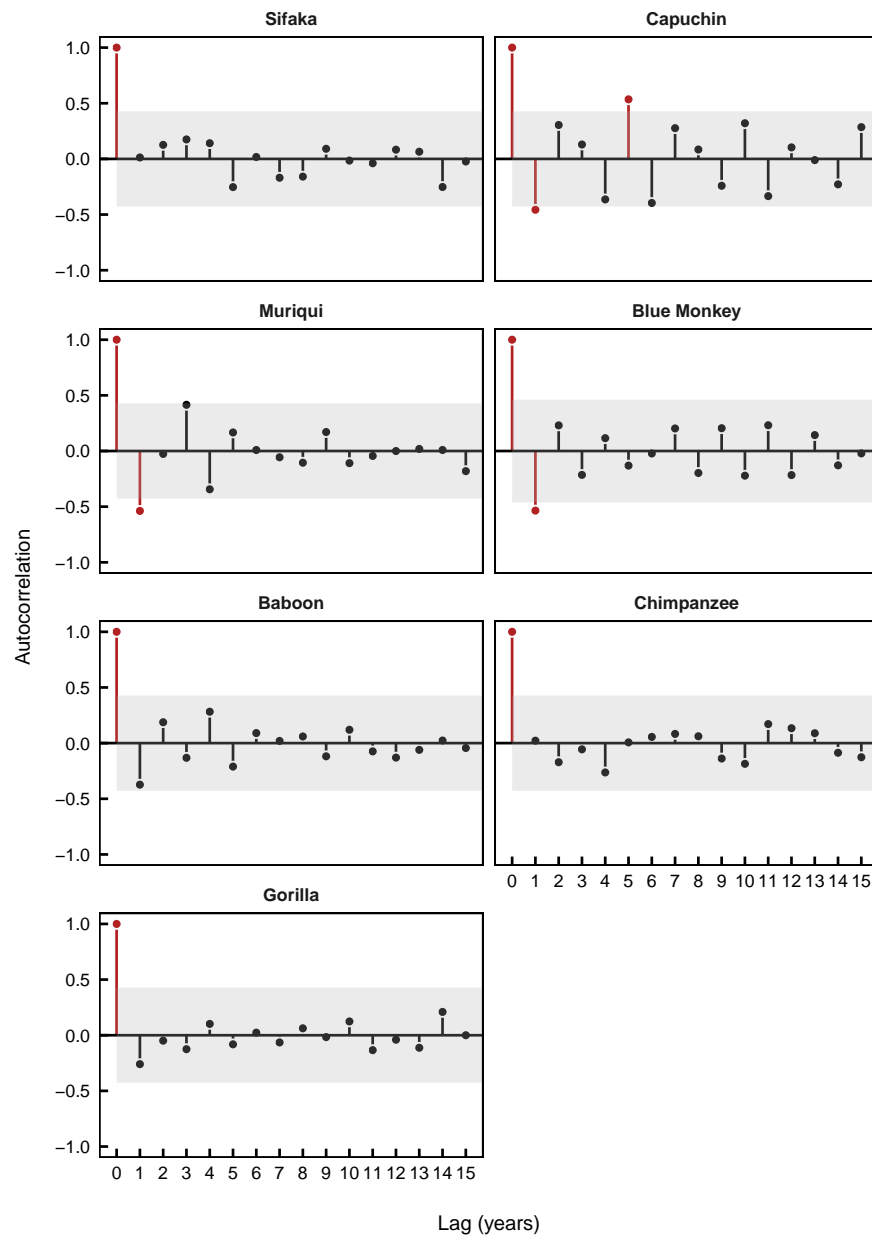 Sifaka Capuchin
1.0
0.5
0.0
−0.5
−1.0
Muriqui Blue Monkey
1.0
0.5
0.0
−0.5
−1.0
Baboon Chimpanzee
1.0
0.5
0.0
−0.5
−1.0
0 1 2 3 4 5 6 7 8 9 10 11 12 13 14 15
Gorilla
1.0
0.5
0.0
−0.5
−1.0
0 1 2 3 4 5 6 7 8 9 10 11 12 13 14 15
Autocorrelation
Lag (years)